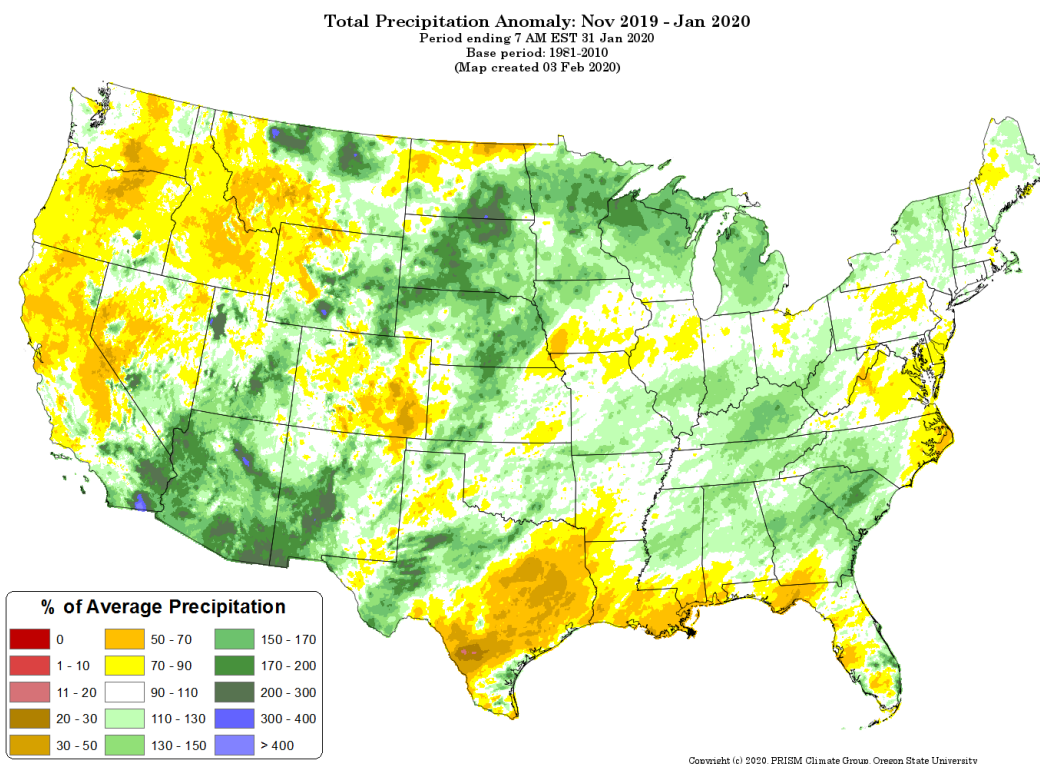 Total Precipitation Anomaly: Nov 2019 - Jan 2020
Period ending 7 AM EST 31 Jan 2020
Base period: 1981-2010
(Map created 03 Feb 2020)
% of Average Precipitation
0
50 - 70
150 - 170
1 - 10
70 - 90
170 - 200
11 - 20
90 - 110
200 - 300
20 - 30
110 - 130
300 - 400
30 - 50
130 - 150
> 400
Copyright (c) 2020, PRISM Climate Group, Oregon State University